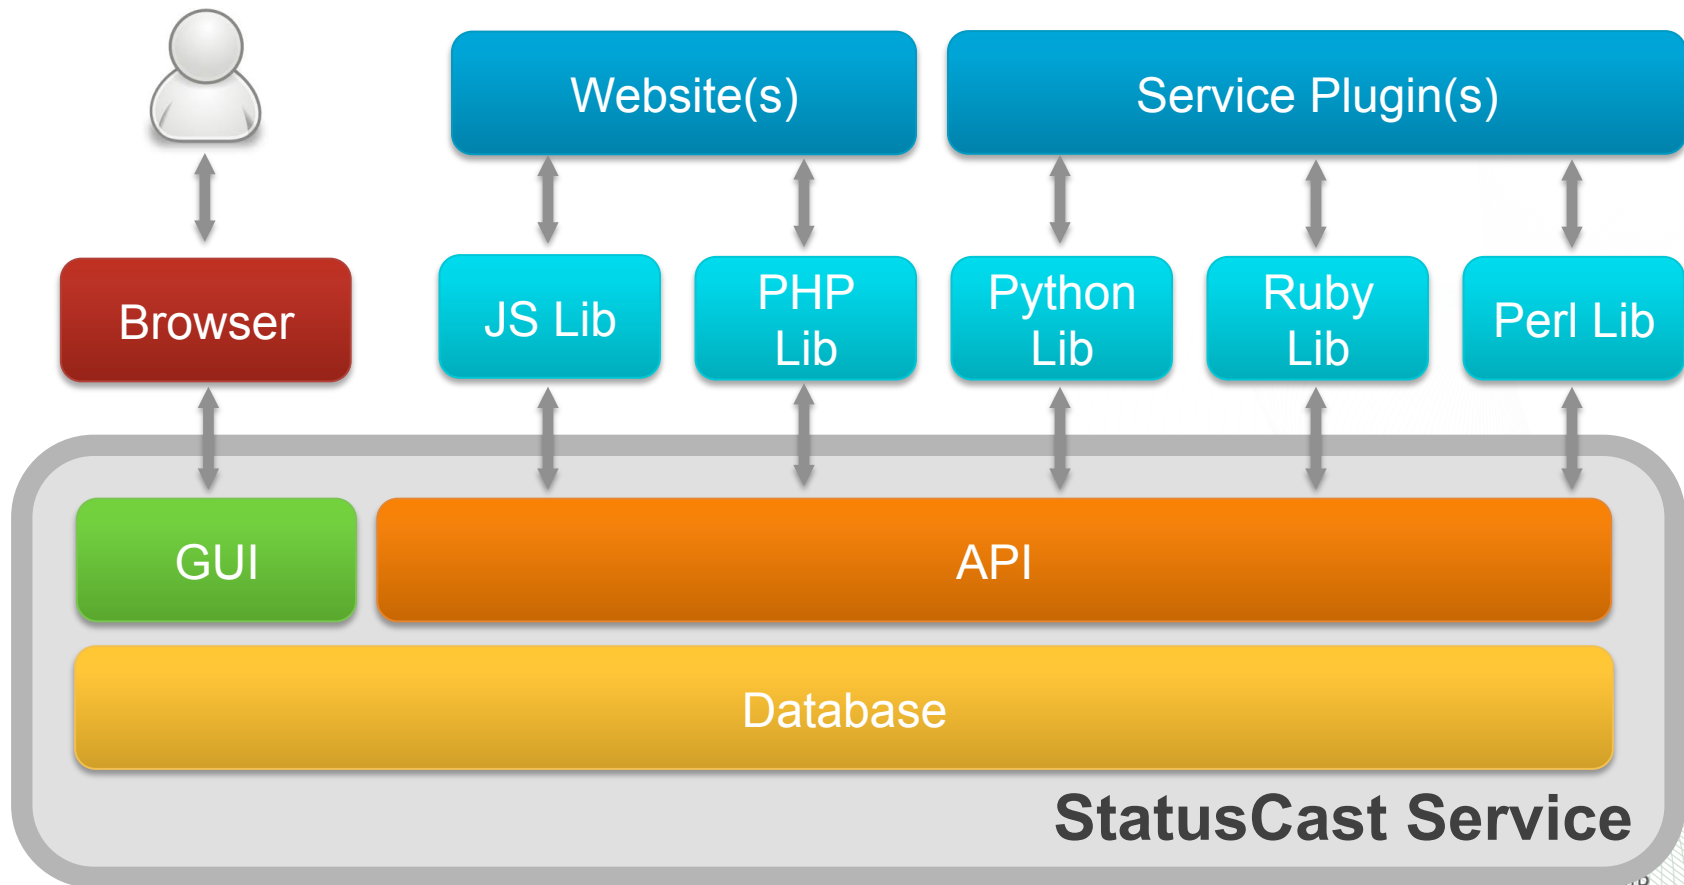 Website(s)
Service Plugin(s)
Browser
JS Lib
PHP
Lib
Python
Lib
Ruby
Lib
Perl Lib
GUI
API
Database
StatusCast Service